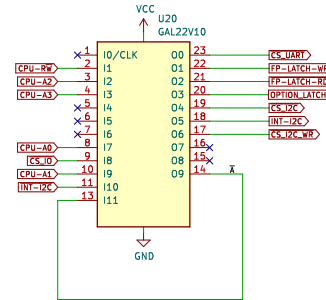 VCC
U20
GAL22V10
1 I0/CLK O0 23 CS_UART
CPU-RW 2 I1 O1 22 FP-LATCH-WR
CPU-A2 3 I2 O2 21 FP-LATCH-RD
CPU-A3 4 I3 O3 20 OPTION_LATCH
5 I4 O4 19 CS_I2C
6 I5 O5 18 INT-I2C
7 I6 O6 17 CS_I2C_WR
CPU-A0 8 I7 O7 16
CS_IO 9 I8 O8 15
CPU-A1 10 I9 O9 14 A
INT-I2C 11 I10
13 I11
GND